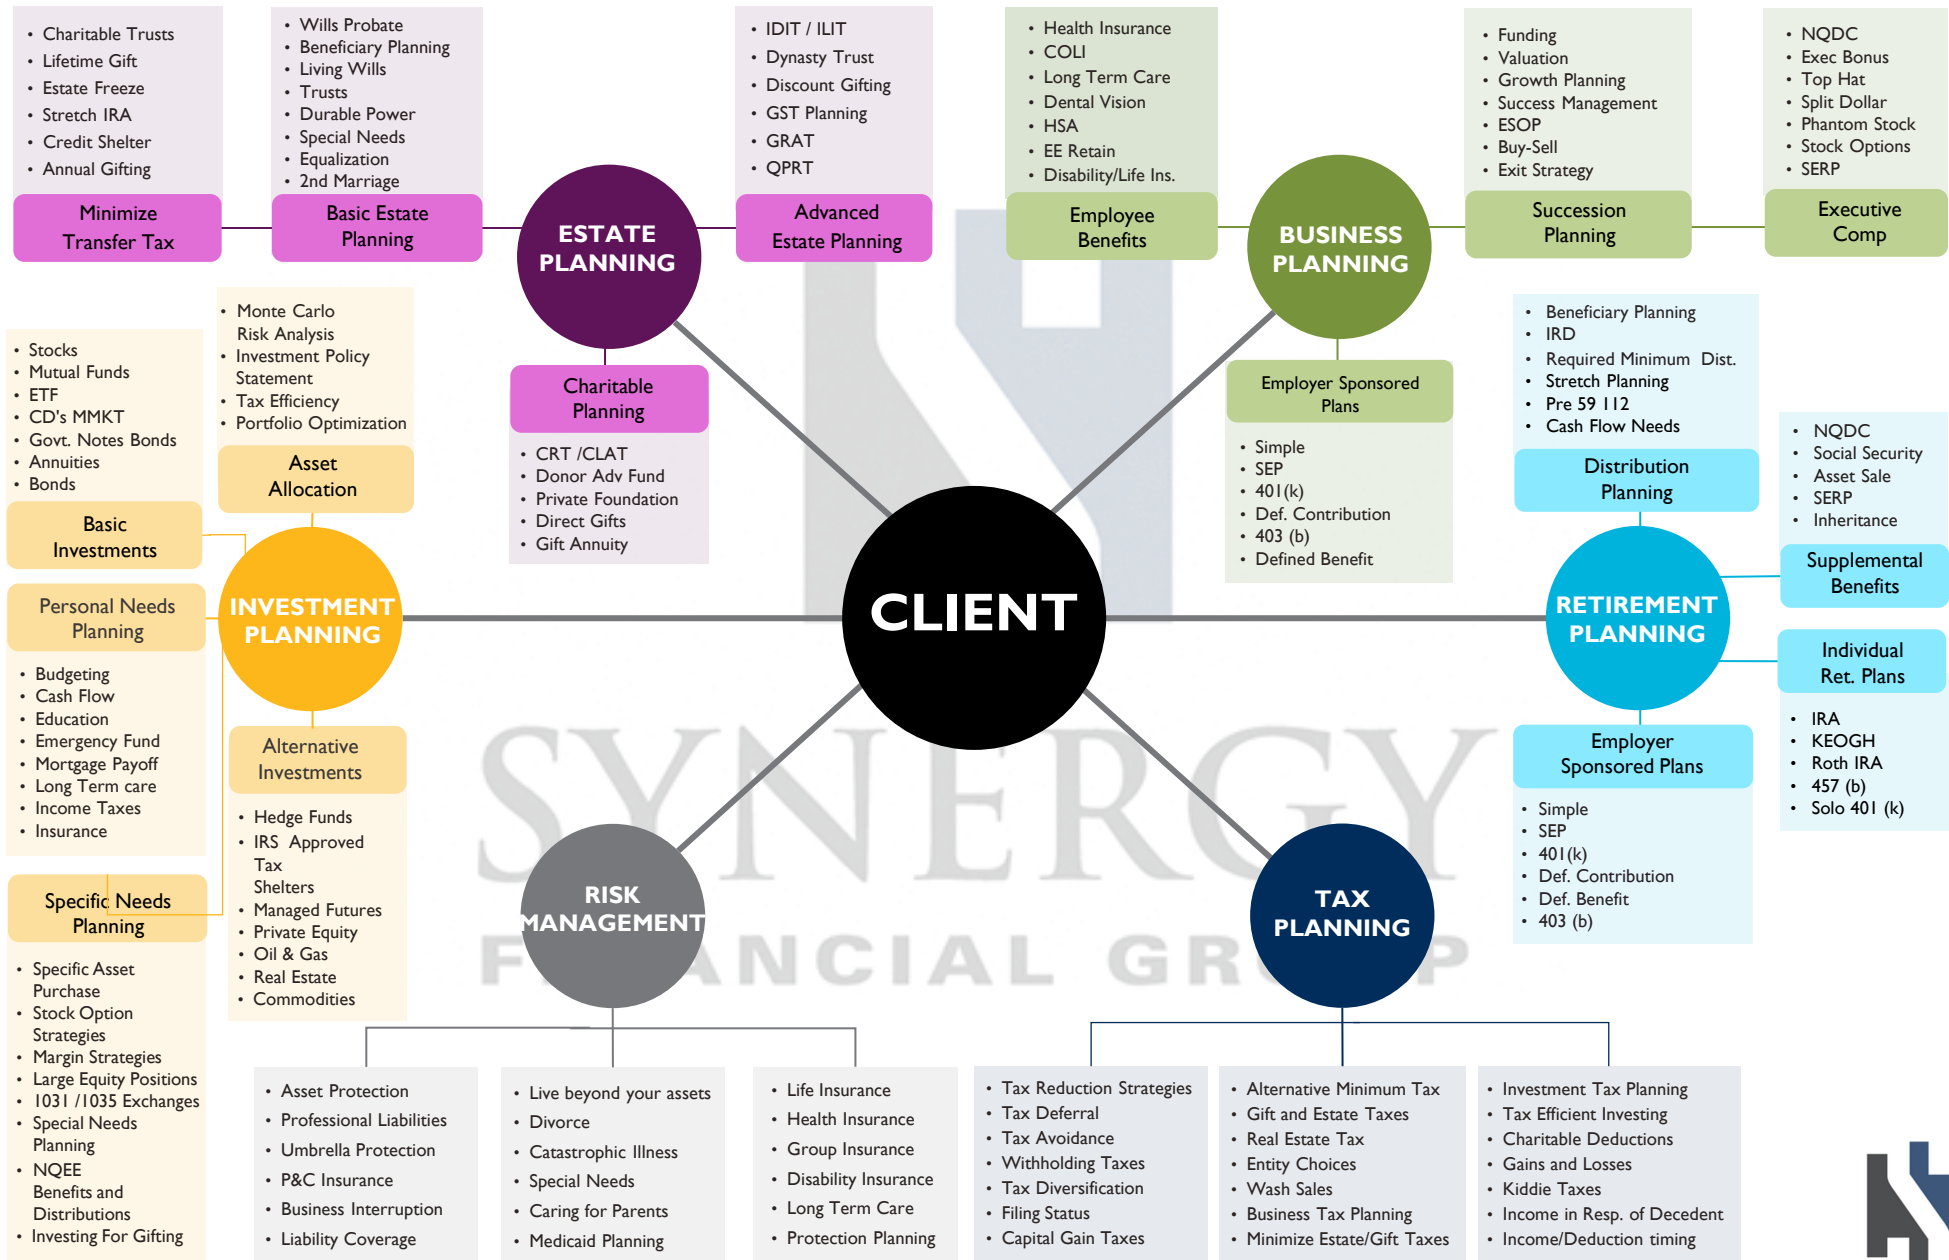 • Charitable Trusts
• Lifetime Gift
• Estate Freeze
• Stretch IRA
• Credit Shelter
• Annual Gifting
Minimize
Transfer Tax
• Wills Probate
• Beneficiary Planning
• Living Wills
• Trusts
• Durable Power
• Special Needs
• Equalization
• 2nd Marriage
Basic Estate
Planning
ESTATE
PLANNING
• IDIT / ILIT
• Dynasty Trust
• Discount Gifting
• GST Planning
• GRAT
• QPRT
Advanced
Estate Planning
Charitable
Planning
• CRT /CLAT
• Donor Adv Fund
• Private Foundation
• Direct Gifts
• Gift Annuity
• Health Insurance
• COLI
• Long Term Care
• Dental Vision
• HSA
• EE Retain
• Disability/Life Ins.
Employee
Benefits
BUSINESS
PLANNING
• Funding
• Valuation
• Growth Planning
• Success Management
• ESOP
• Buy-Sell
• Exit Strategy
Succession
Planning
• NQDC
• Exec Bonus
• Top Hat
• Split Dollar
• Phantom Stock
• Stock Options
• SERP
Executive
Comp
Employer Sponsored
Plans
• Simple
• SEP
• 401(k)
• Def. Contribution
• 403 (b)
• Defined Benefit
• Stocks
• Mutual Funds
• ETF
• CD's MMKT
• Govt. Notes Bonds
• Annuities
• Bonds
Basic
Investments
• Monte Carlo
Risk Analysis
• Investment Policy
Statement
• Tax Efficiency
• Portfolio Optimization
Asset
Allocation
INVESTMENT
PLANNING
Personal Needs
Planning
• Budgeting
• Cash Flow
• Education
• Emergency Fund
• Mortgage Payoff
• Long Term care
• Income Taxes
• Insurance
Alternative
Investments
• Hedge Funds
• IRS Approved
Tax
Shelters
• Managed Futures
• Private Equity
• Oil & Gas
• Real Estate
• Commodities
Specific Needs
Planning
• Specific Asset
Purchase
• Stock Option
Strategies
• Margin Strategies
• Large Equity Positions
• 1031 /1035 Exchanges
• Special Needs
Planning
• NQEE
Benefits and
Distributions
• Investing For Gifting
CLIENT
• Beneficiary Planning
• IRD
• Required Minimum Dist.
• Stretch Planning
• Pre 59 112
• Cash Flow Needs
Distribution
Planning
• NQDC
• Social Security
• Asset Sale
• SERP
• Inheritance
Supplemental
Benefits
RETIREMENT
PLANNING
Individual
Ret. Plans
• IRA
• KEOGH
• Roth IRA
• 457 (b)
• Solo 401 (k)
Employer
Sponsored Plans
• Simple
• SEP
• 401(k)
• Def. Contribution
• Def. Benefit
• 403 (b)
SYNERGY
FINANCIAL GROUP
RISK
MANAGEMENT
• Asset Protection
• Professional Liabilities
• Umbrella Protection
• P&C Insurance
• Business Interruption
• Liability Coverage
• Live beyond your assets
• Divorce
• Catastrophic Illness
• Special Needs
• Caring for Parents
• Medicaid Planning
• Life Insurance
• Health Insurance
• Group Insurance
• Disability Insurance
• Long Term Care
• Protection Planning
TAX
PLANNING
• Tax Reduction Strategies
• Tax Deferral
• Tax Avoidance
• Withholding Taxes
• Tax Diversification
• Filing Status
• Capital Gain Taxes
• Alternative Minimum Tax
• Gift and Estate Taxes
• Real Estate Tax
• Entity Choices
• Wash Sales
• Business Tax Planning
• Minimize Estate/Gift Taxes
• Investment Tax Planning
• Tax Efficient Investing
• Charitable Deductions
• Gains and Losses
• Kiddie Taxes
• Income in Resp. of Decedent
• Income/Deduction timing